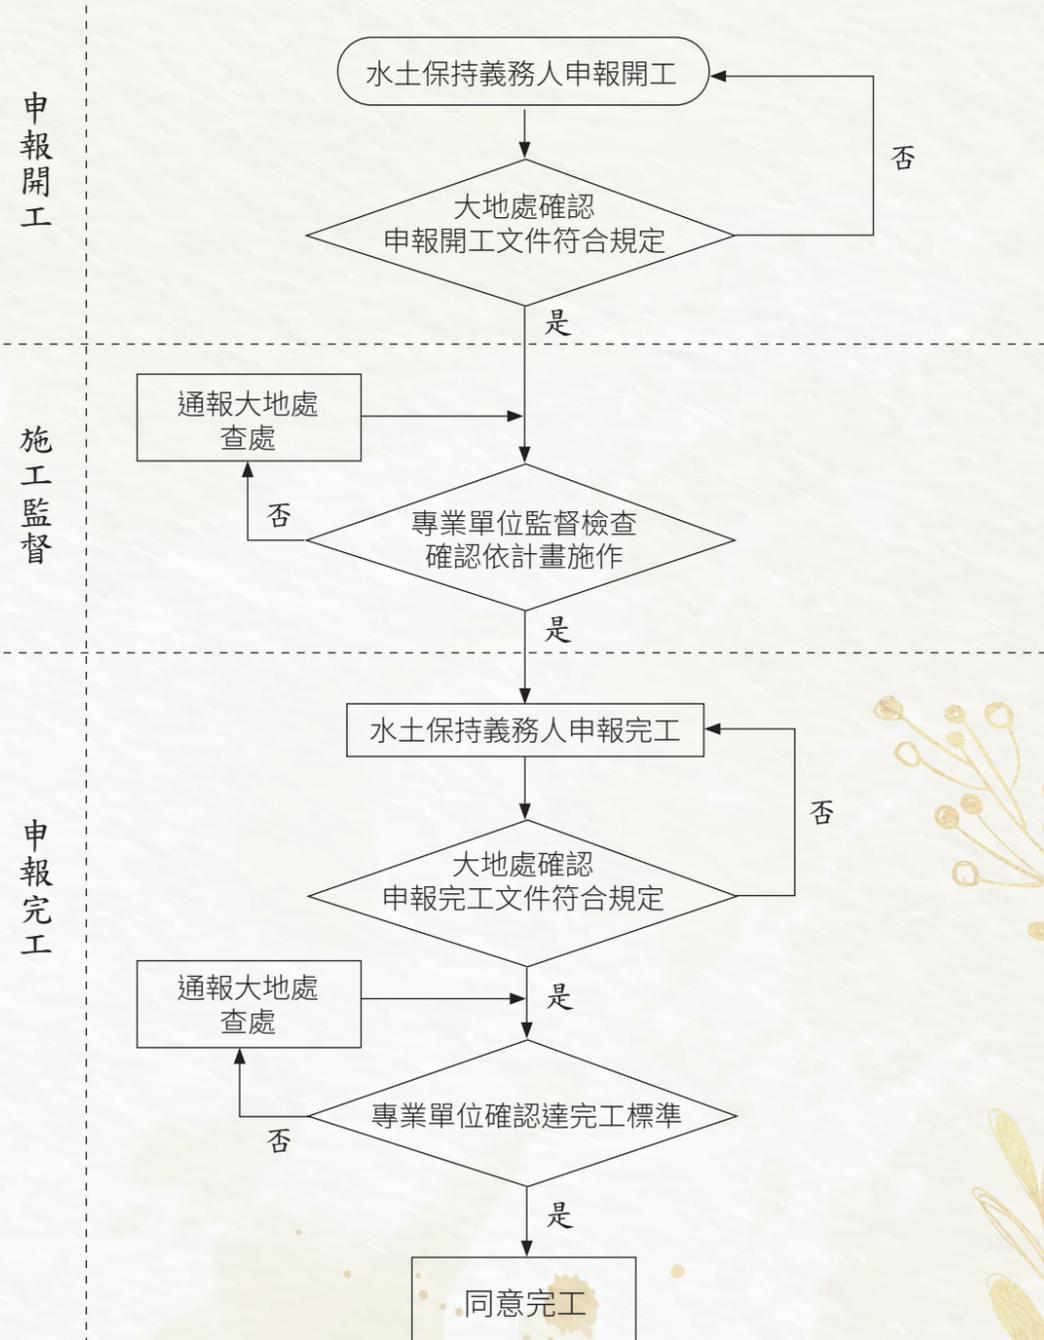 申報開工
水土保持義務人申報開工
否
大地處確認
申報開工文件符合規定
是
施工監督
通報大地處
查處
否
專業單位監督檢查
確認依計畫施作
是
申報完工
水土保持義務人申報完工
否
大地處確認
申報完工文件符合規定
是
通報大地處
查處
否
專業單位確認達完工標準
是
同意完工